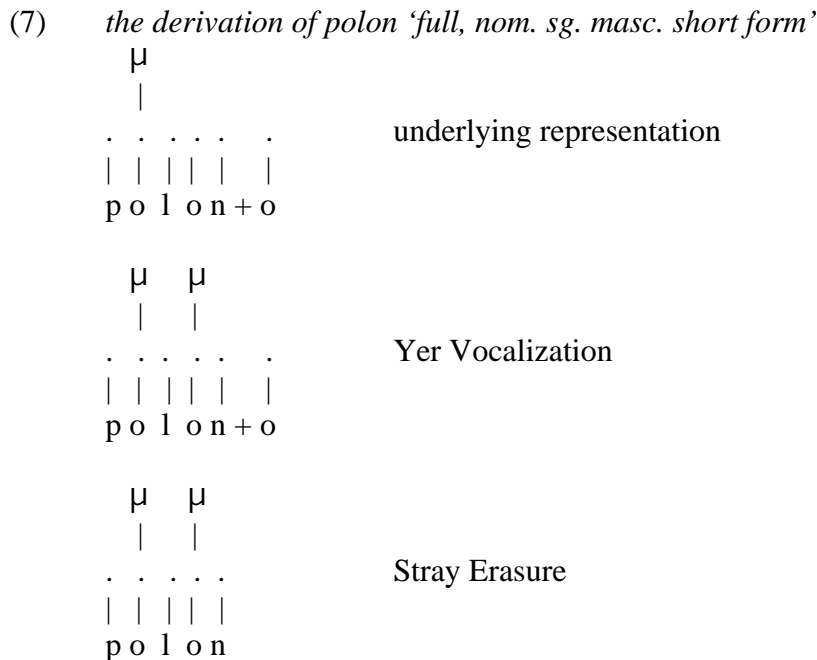 (7) the derivation of polon ‘full, nom. sg. masc. short form’
μ
|
. . . . . . underlying representation
| | | | | |
p o l o n + o
μ μ
| |
. . . . . . Yer Vocalization
| | | | | |
p o l o n + o
μ μ
| |
. . . . . Stray Erasure
| | | | |
p o l o n